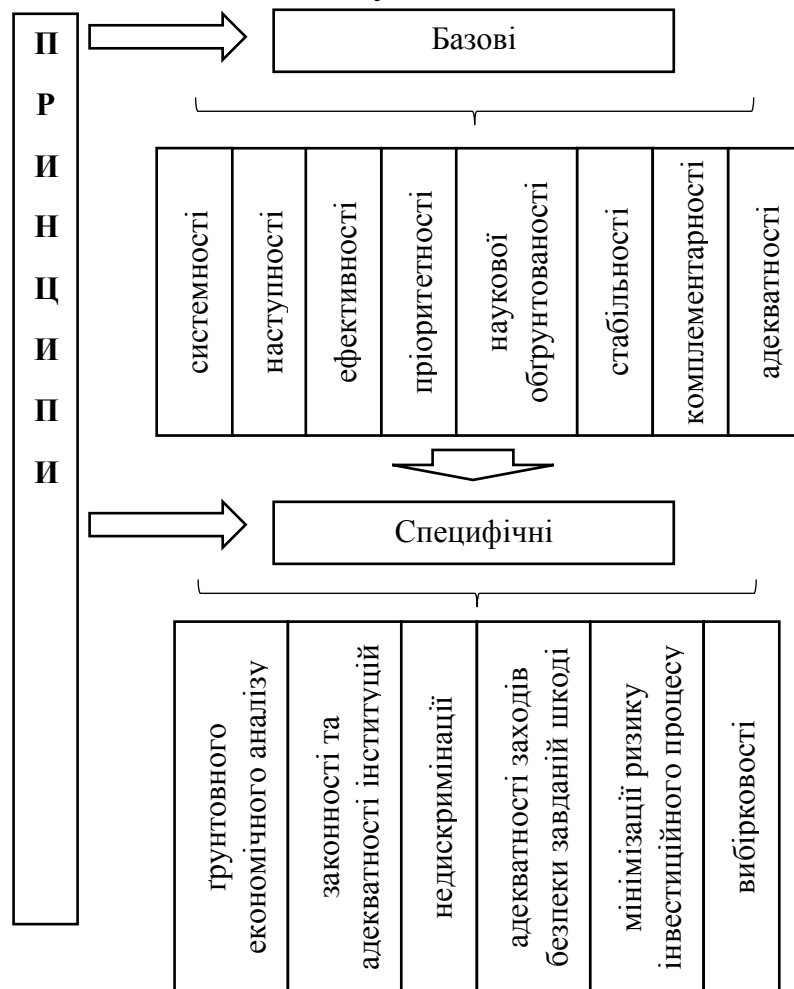 ПРИНЦИПИ
Базові
системності
наступності
ефективності
пріоритетності
наукової
обґрунтованості
стабільності
комплементарності
адекватності
Специфічні
ґрунтовного
економічного аналізу
законності та
адекватності інституцій
недискримінації
адекватності заходів
безпеки завданій шкоді
мінімізації ризику
інвестиційного процесу
вибірковості